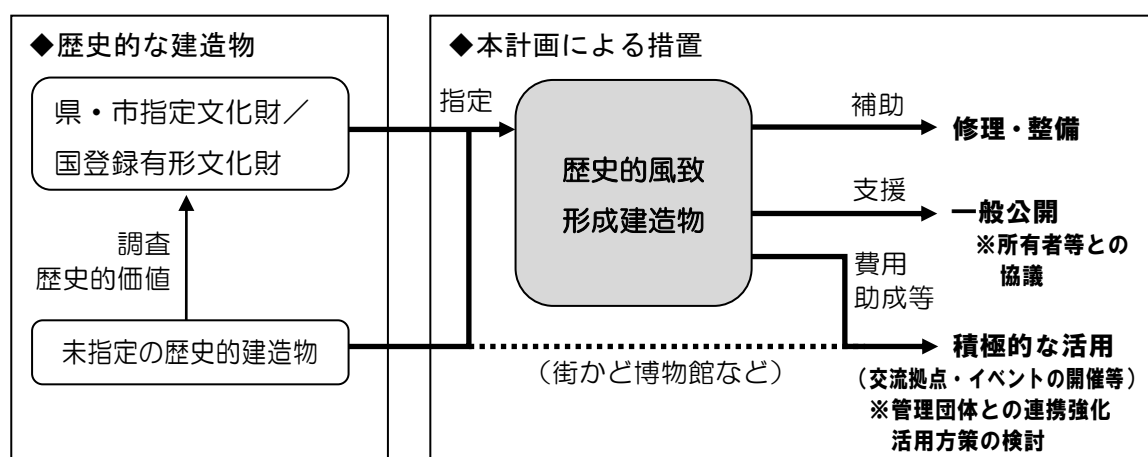 ◆歴史的な建造物
県・市指定文化財／
国登録有形文化財
調査
歴史的価値
未指定の歴史的建造物
◆本計画による措置
指定
歴史的風致
形成建造物
補助
修理・整備
支援
一般公開
※所有者等との
協議
費用
助成等
積極的な活用
（街かど博物館など）
（交流拠点・イベントの開催等）
※管理団体との連携強化
活用方策の検討